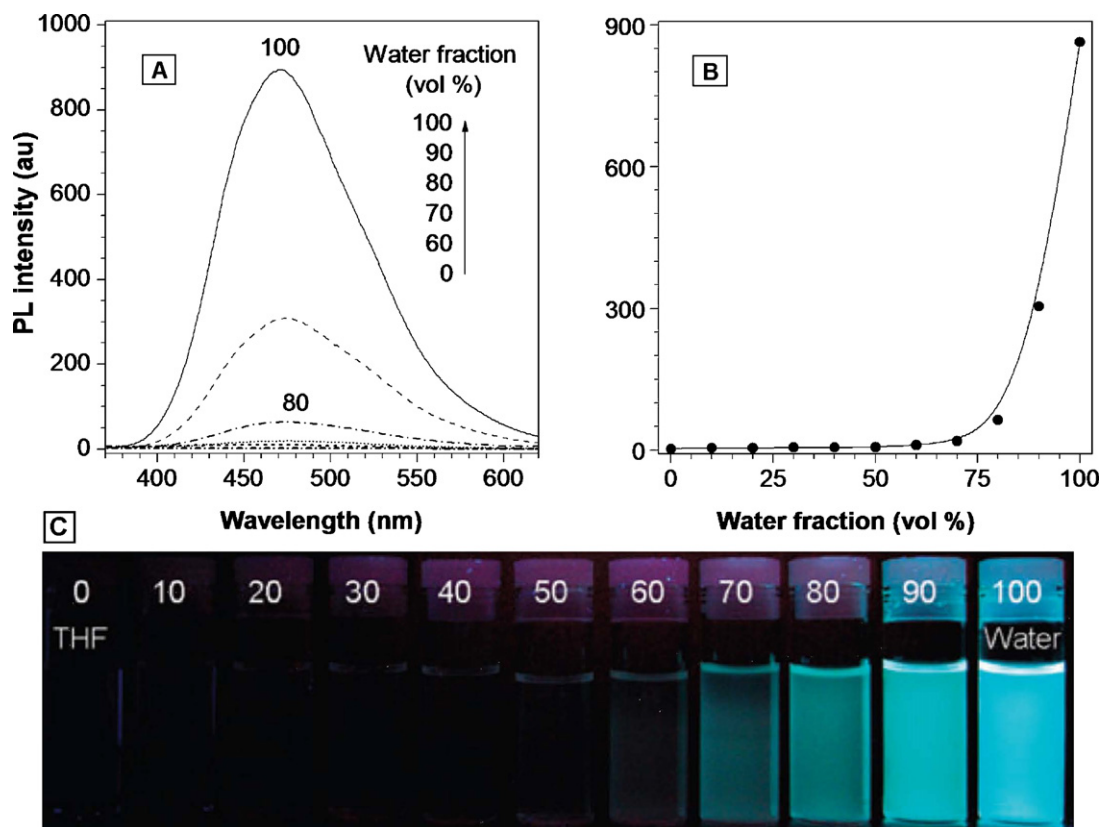 A
100
Water fraction
(vol %)
100
90
80
70
60
0
80
PL intensity (au)
1000
800
600
400
200
0
400
450
500
550
600
Wavelength (nm)
B
900
600
300
0
0
25
50
75
100
Water fraction (vol %)
C
0 10 20 30 40 50 60 70 80 90 100
THF Water